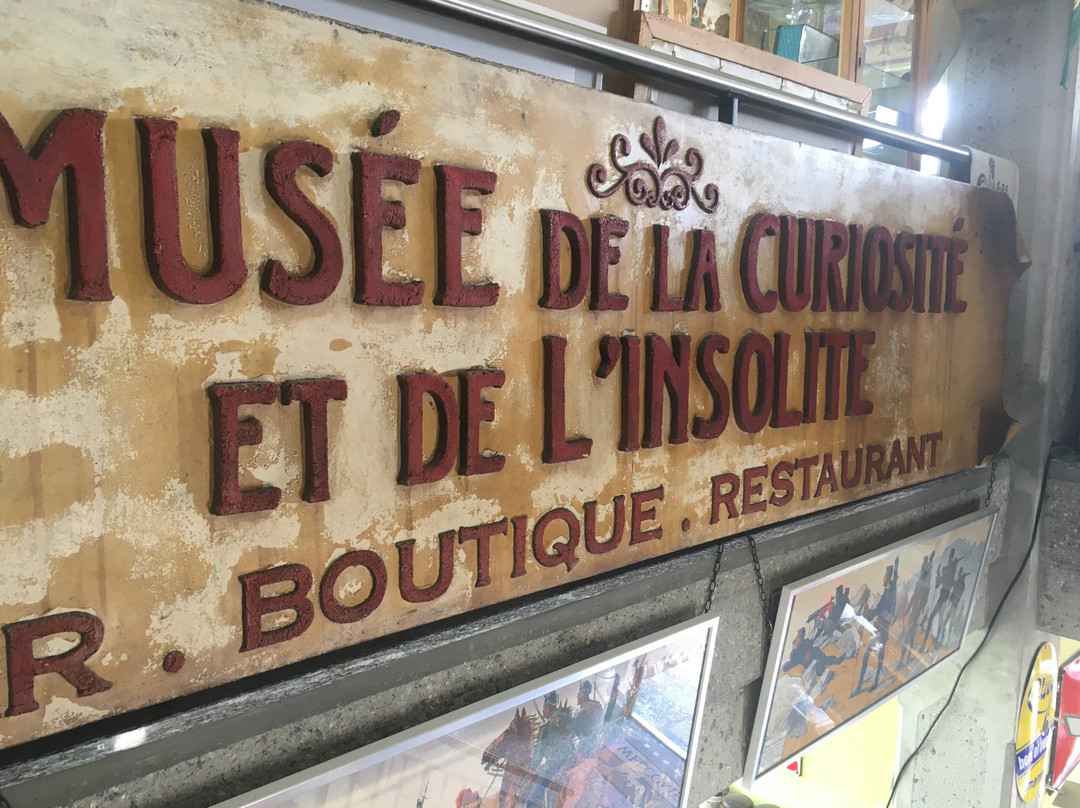 MUSÉE DE LA CURIOSITÉ
ET DE L'INSOLITE
R . BOUTIQUE . RESTAURANT